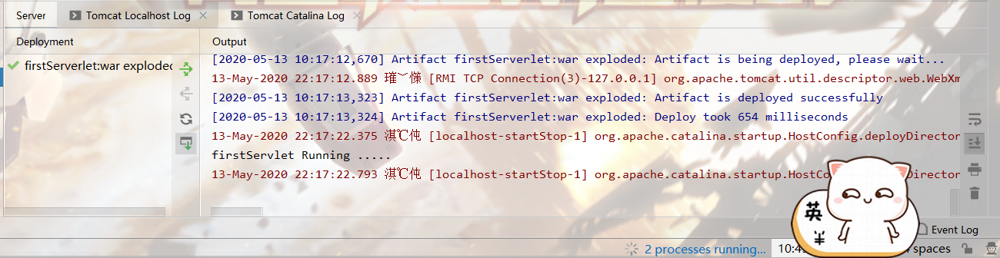 Server Tomcat Localhost Log Tomcat Catalina Log
Deployment Output
firstServerlet:war exploded
[2020-05-13 10:17:12,670] Artifact firstServerlet:war exploded: Artifact is being deployed, please wait...
13-May-2020 22:17:12.889 璀﹀憡 [RMI TCP Connection(3)-127.0.0.1] org.apache.tomcat.util.descriptor.web.WebXm
[2020-05-13 10:17:13,323] Artifact firstServerlet:war exploded: Artifact is deployed successfully
[2020-05-13 10:17:13,324] Artifact firstServerlet:war exploded: Deploy took 654 milliseconds
13-May-2020 22:17:22.375 淇℃伅 [localhost-startStop-1] org.apache.catalina.startup.HostConfig.deployDirector
firstServlet Running .....
13-May-2020 22:17:22.793 淇℃伅 [localhost-startStop-1] org.apache.catalina.startup.HostCo Director
英
Event Log
2 processes running... 10:4 spaces